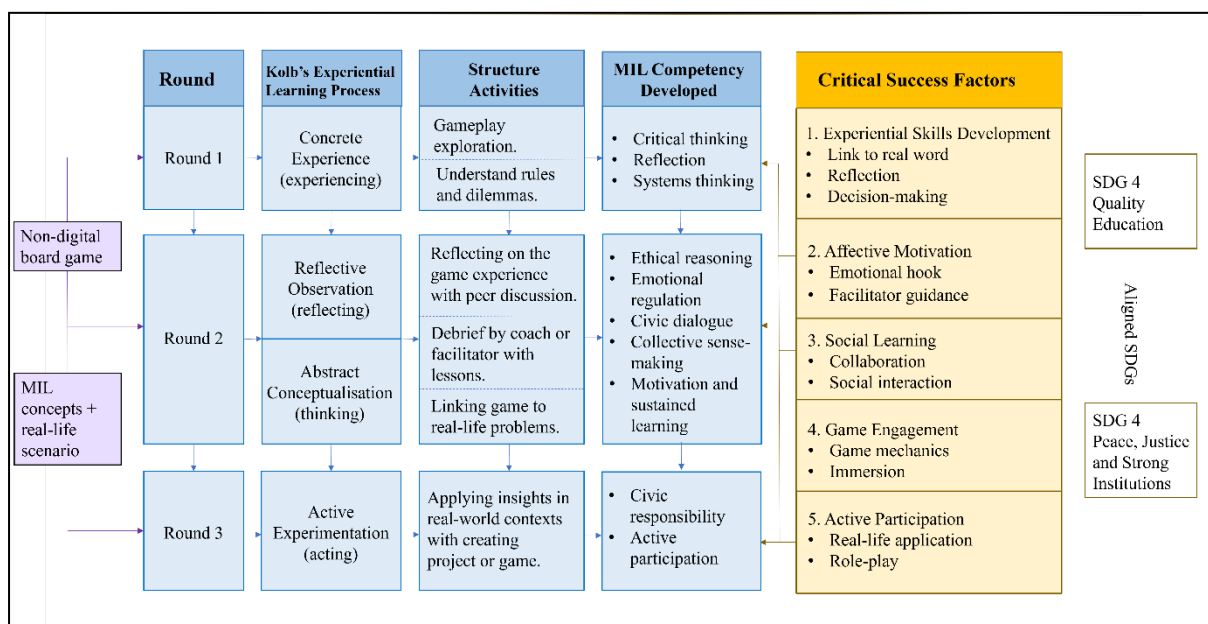 Round
Kolb's Experiential
Learning Process
Structure
Activities
MIL Competency
Developed
Critical Success Factors
Non-digital
board game
MIL
concepts +
real-life
scenario
Round 1
Concrete
Experience
(experiencing)
Gameplay
exploration.
Understand rules
and dilemmas.
• Critical thinking
• Reflection
• Systems thinking
Round 2
Reflective
Observation
(reflecting)
Abstract
Conceptualisation
(thinking)
Reflecting on the
game experience
with peer discussion.
Debrief by coach or
facilitator with
lessons.
Linking game to
real-life problems.
• Ethical reasoning
• Emotional
regulation
• Civic dialogue
• Collective sense-
making
• Motivation and
sustained
learning
Round 3
Active
Experimentation
(acting)
Applying insights in
real-world contexts
with creating
project or game.
• Civic
responsibility
• Active
participation
1. Experiential Skills Development
• Link to real word
• Reflection
• Decision-making
2. Affective Motivation
• Emotional hook
• Facilitator guidance
3. Social Learning
• Collaboration
• Social interaction
4. Game Engagement
• Game mechanics
• Immersion
5. Active Participation
• Real-life application
• Role-play
SDG 4
Quality
Education
Aligned SDGs
SDG 4
Peace, Justice
and Strong
Institutions